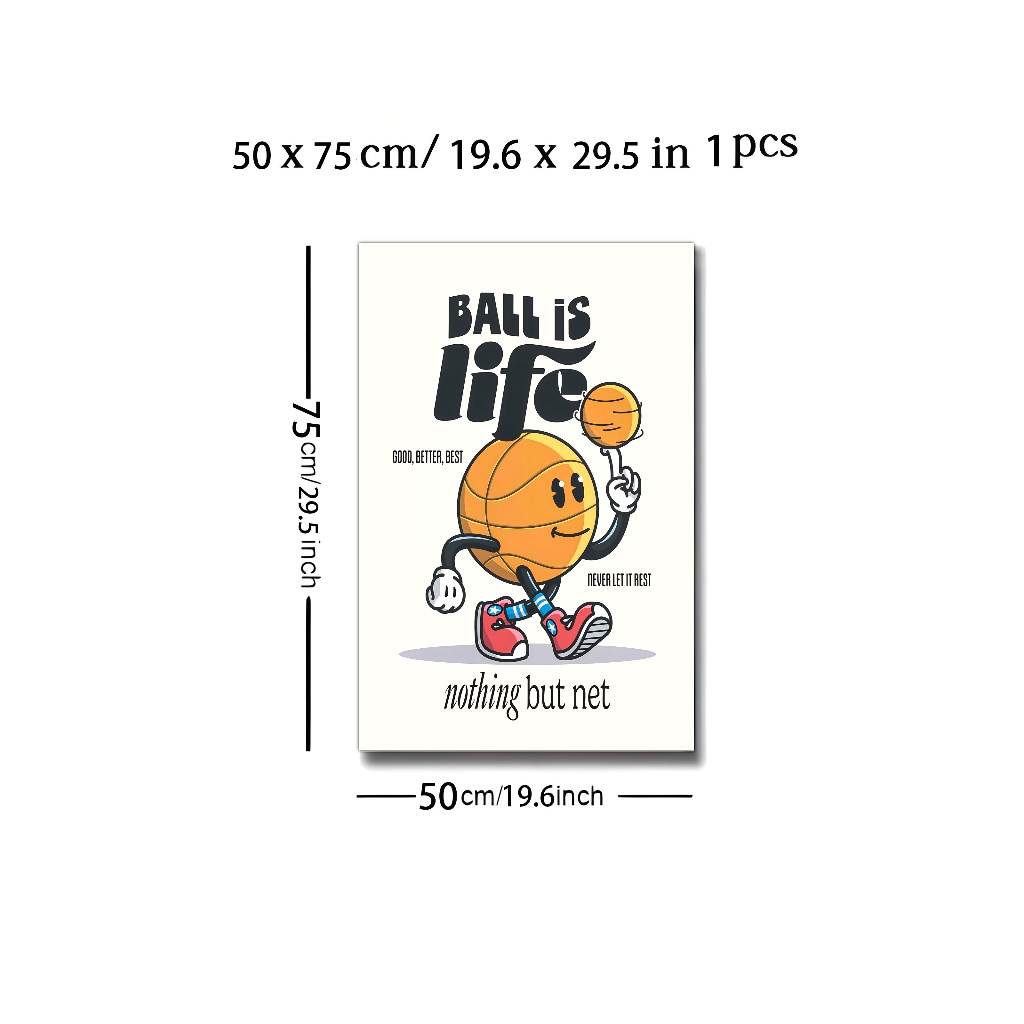 50 x 75 cm/ 19.6 x 29.5 in 1 pcs
BALL iS
life
GOOD, BETTER, BEST
NEVER LET IT REST
nothing but net
75cm/29.5inch
50cm/19.6inch